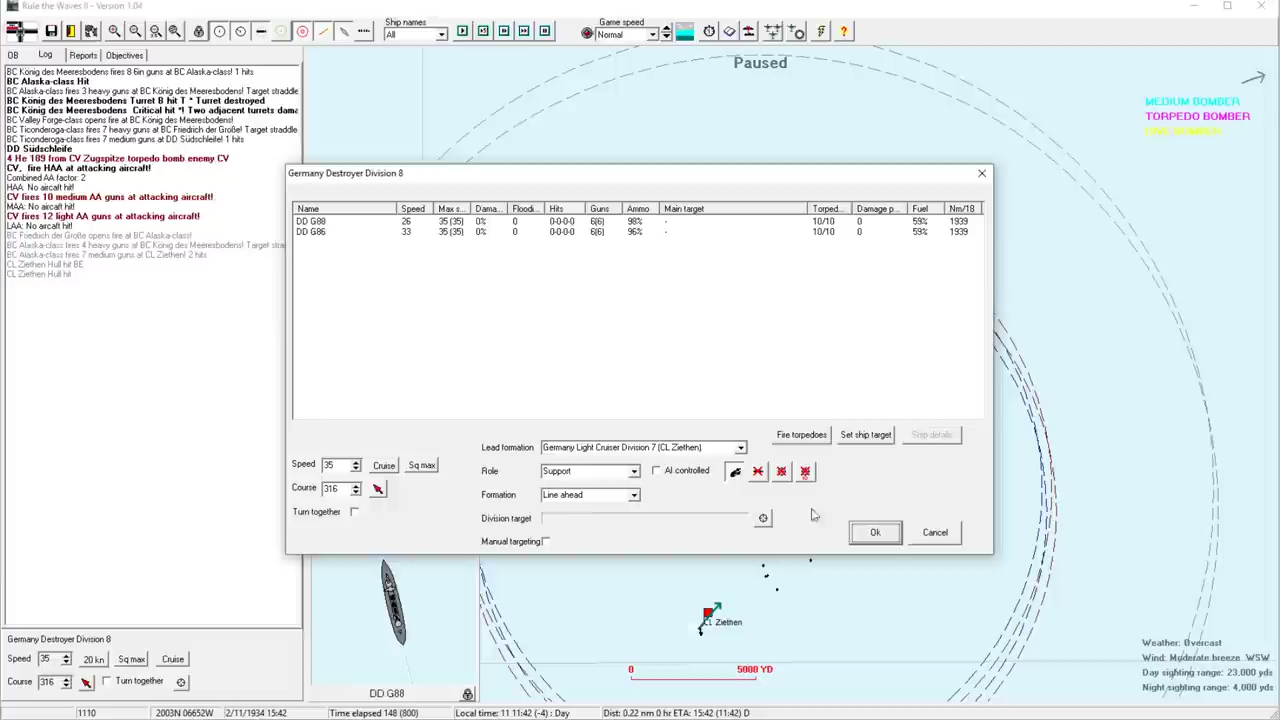 Rule the Waves II - Version 1.04
Ship names
All
Game speed
Normal
OB Log Reports Objectives
BC König des Meeresbodens fires 8 6in guns at BC Alaska-class! 1 hits
BC Alaska-class Hit
BC Alaska-class fires 3 heavy guns at BC König des Meeresbodens! Target straddle
BC König des Meeresbodens Turret B hit T * Turret destroyed
BC König des Meeresbodens Critical hit *! Two adjacent turrets dama
BC Valley Forge-class opens fire at BC König des Meeresbodens!
BC Ticonderoga-class fires 7 heavy guns at BC Friedrich der Große! Target straddle
BC Ticonderoga-class fires 7 medium guns at DD Südschleife! 1 hits
DD Südschleife
4 He 189 from CV Zugspitze torpedo bomb enemy CV
CV, fire HAA at attacking aircraft!
Combined AA factor: 2
HAA: No aircaft hit!
CV fires 10 medium AA guns at attacking aircraft!
MAA: No aircraft hit!
CV fires 12 light AA guns at attacking aircraft!
LAA: No aircraft hit!
BC Friedrich der Große opens fire at BC Alaska-class!
BC Alaska-class fires 4 heavy guns at BC König des Meeresbodens! Target stra
BC Alaska-class fires 7 medium guns at CL Ziethen! 2 hits
CL Ziethen Hull hit BE
CL Ziethen Hull hit
Paused
MEDIUM BOMBER
TORPEDO BOMBER
DIVE BOMBER
Germany Destroyer Division 8
Name Speed Max s... Dama... Floodi... Hits Guns Ammo Main target Torped... Damage p... Fuel Nm/18
DD G88 26 35 (35) 0% 0 0-0-0-0 6(6) 98% - 10/10 0 59% 1939
DD G86 33 35 (35) 0% 0 0-0-0-0 6(6) 96% - 10/10 0 59% 1939
Fire torpedoes Set ship target Ship details
Lead formation Germany Light Cruiser Division 7 (CL Ziethen)
Speed 35 Cruise Sq max
Role Support AI controlled
Course 316
Formation Line ahead
Turn together
Division target
Manual targeting
Ok Cancel
CL Ziethen
0 5000 YD
Weather: Overcast
Wind: Moderate breeze WSW
Day sighting range: 23,000 yds
Night sighting range: 4,000 yds
Germany Destroyer Division 8
Speed 35 20 kn Sq max Cruise
Course 316 Turn together
DD G88
1110 2003N 06652W 2/11/1934 15:42 Time elapsed 148 (800) Local time: 11 11:42 (-4) : Day Dist: 0.22 nm 0 hr ETA: 15:42 (11:42) D